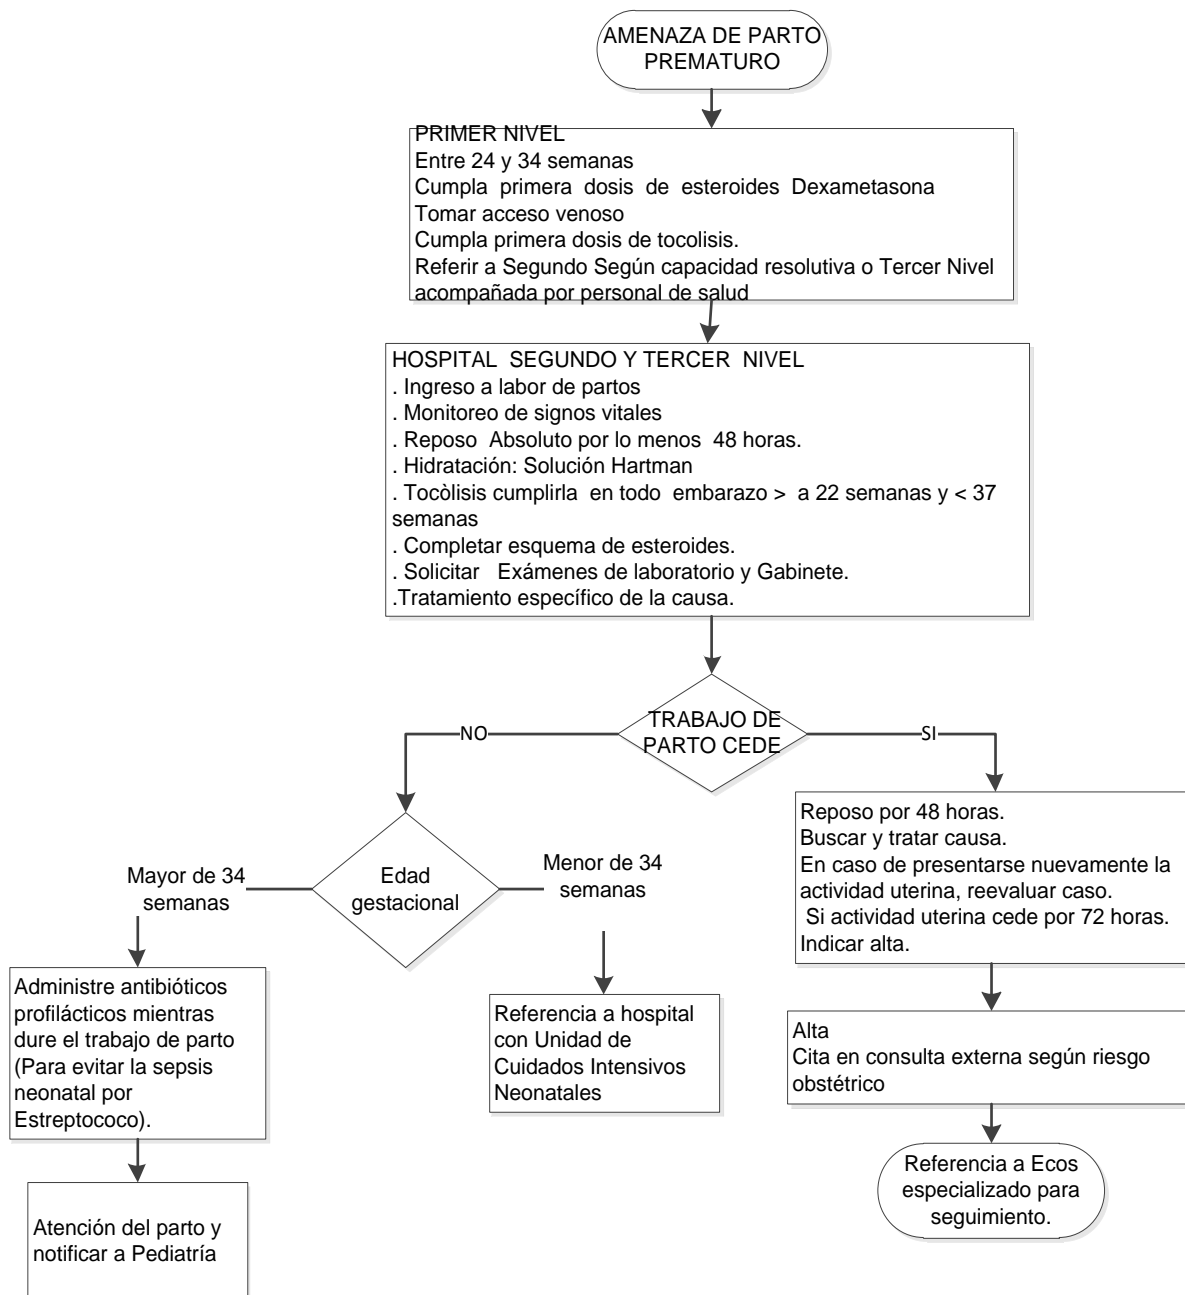 AMENAZA DE PARTO
PREMATURO
PRIMER NIVEL
Entre 24 y 34 semanas
Cumpla primera dosis de esteroides Dexametasona
Tomar acceso venoso
Cumpla primera dosis de tocolisis.
Referir a Segundo Según capacidad resolutiva o Tercer Nivel
acompañada por personal de salud
HOSPITAL SEGUNDO Y TERCER NIVEL
. Ingreso a labor de partos
. Monitoreo de signos vitales
. Reposo Absoluto por lo menos 48 horas.
. Hidratación: Solución Hartman
. Tocòlisis cumplirla en todo embarazo > a 22 semanas y < 37
semanas
. Completar esquema de esteroides.
. Solicitar Exámenes de laboratorio y Gabinete.
.Tratamiento específico de la causa.
TRABAJO DE
PARTO CEDE
NO
SI
Edad
gestacional
Mayor de 34
semanas
Menor de 34
semanas
Administre antibióticos
profilácticos mientras
dure el trabajo de parto
(Para evitar la sepsis
neonatal por
Estreptococo).
Atención del parto y
notificar a Pediatría
Referencia a hospital
con Unidad de
Cuidados Intensivos
Neonatales
Reposo por 48 horas.
Buscar y tratar causa.
En caso de presentarse nuevamente la
actividad uterina, reevaluar caso.
Si actividad uterina cede por 72 horas.
Indicar alta.
Alta
Cita en consulta externa según riesgo
obstétrico
Referencia a Ecos
especializado para
seguimiento.